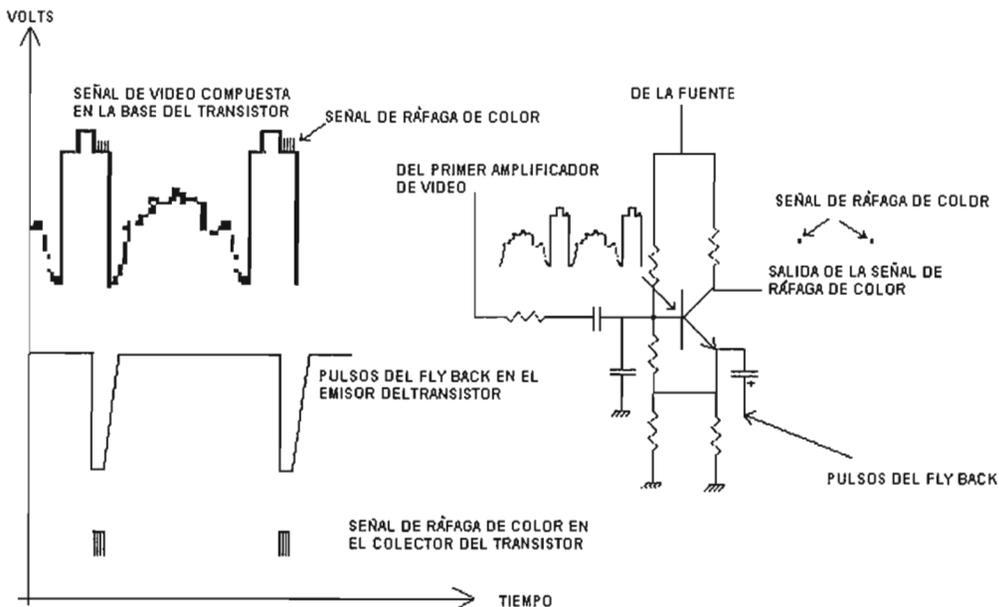 VOLTS
SEÑAL DE VIDEO COMPUESTA
EN LA BASE DEL TRANSISTOR
SEÑAL DE RÁFAGA DE COLOR
DE LA FUENTE
DEL PRIMER AMPLIFICADOR
DE VIDEO
SEÑAL DE RÁFAGA DE COLOR
SALIDA DE LA SEÑAL DE
RÁFAGA DE COLOR
PULSOS DEL FLY BACK EN EL
EMISOR DELTRANSISTOR
PULSOS DEL FLY BACK
SEÑAL DE RÁFAGA DE COLOR EN
EL COLECTOR DEL TRANSISTOR
TIEMPO